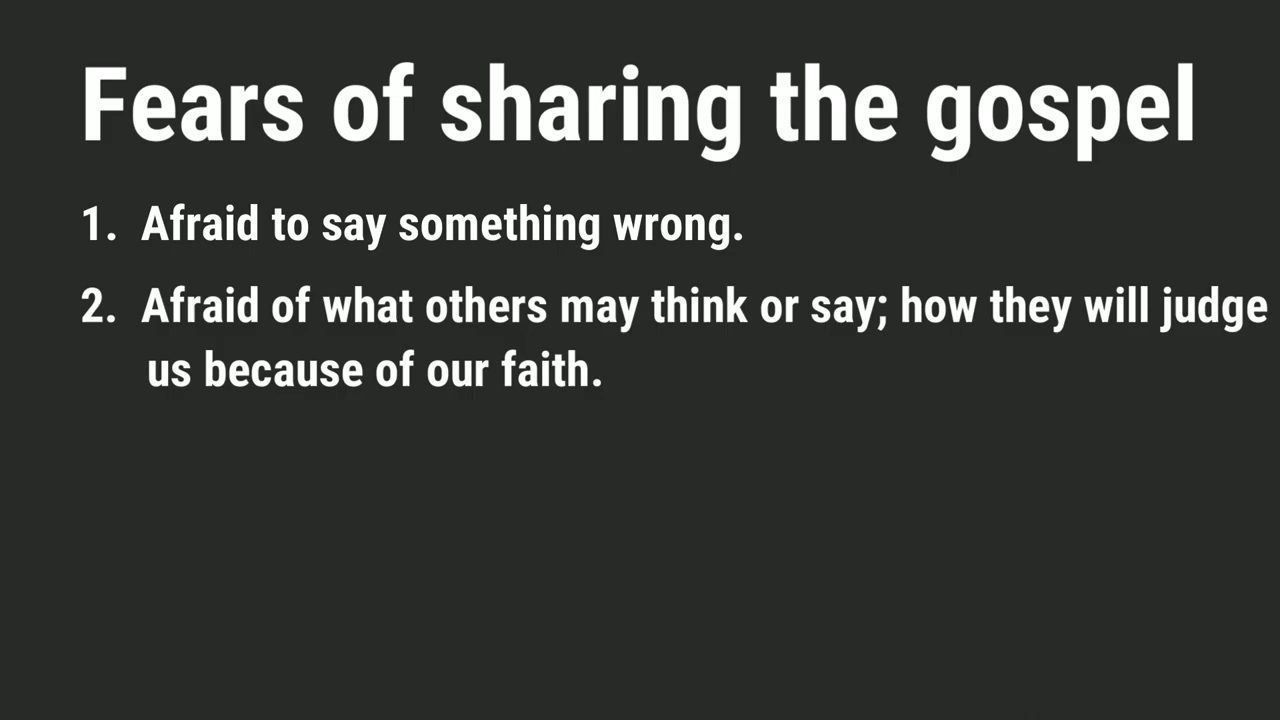 Fears of sharing the gospel
1. Afraid to say something wrong.
2. Afraid of what others may think or say; how they will judge
us because of our faith.